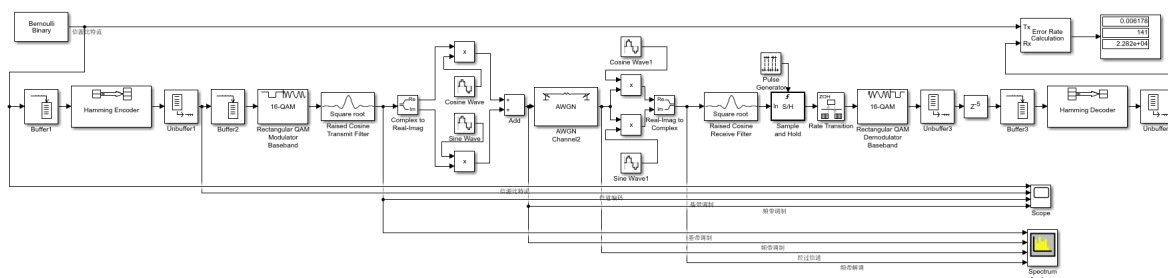 Bernoulli
Binary
信源比特流
Tx
Rx
Error Rate
Calculation
0.006178
141
2.282e+04
Buffer1
Hamming Encoder
Unbuffer1
Buffer2
16-QAM
Rectangular QAM
Modulator
Baseband
Square root
Raised Cosine
Transmit Filter
Re
Im
Complex to
Real-Imag
x
Cosine Wave
Sine Wave
x
+
+
Add
AWGN
AWGN
Channel2
Cosine Wave1
x
x
Sine Wave1
Re
Im
Real-Imag to
Complex
Square root
Raised Cosine
Receive Filter
Pulse
Generator
In
S/H
Sample
and Hold
ZOH
Rate Transition
16-QAM
Rectangular QAM
Demodulator
Baseband
Unbuffer3
Z-5
Buffer3
Hamming Decoder
Unbuffer
信源比特流
信道编码
基带调制
频带调制
Scope
基带调制
频带调制
经过信道
频带解调
Spectrum